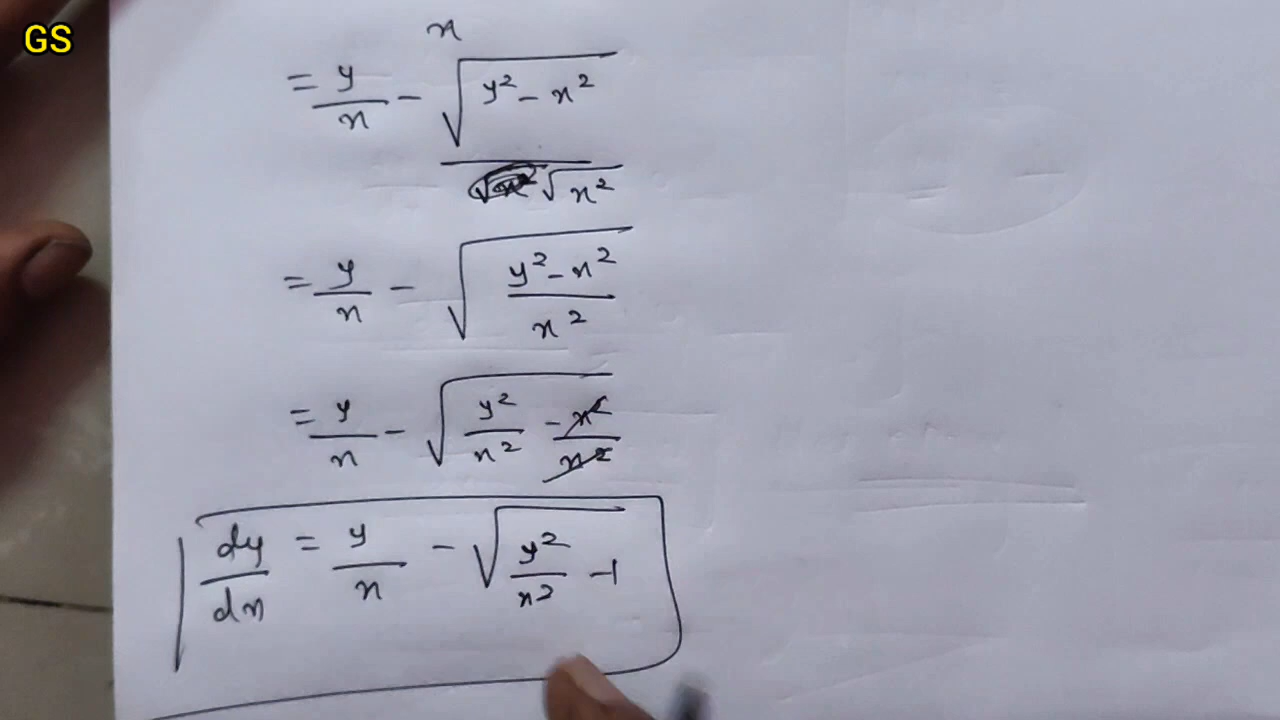 GS
x
= y/x - √(y² - x²)/√x²
= y/x - √((y² - x²)/x²)
= y/x - √(y²/x² - x²/x²)
dy/dx = y/x - √(y²/x² - 1)